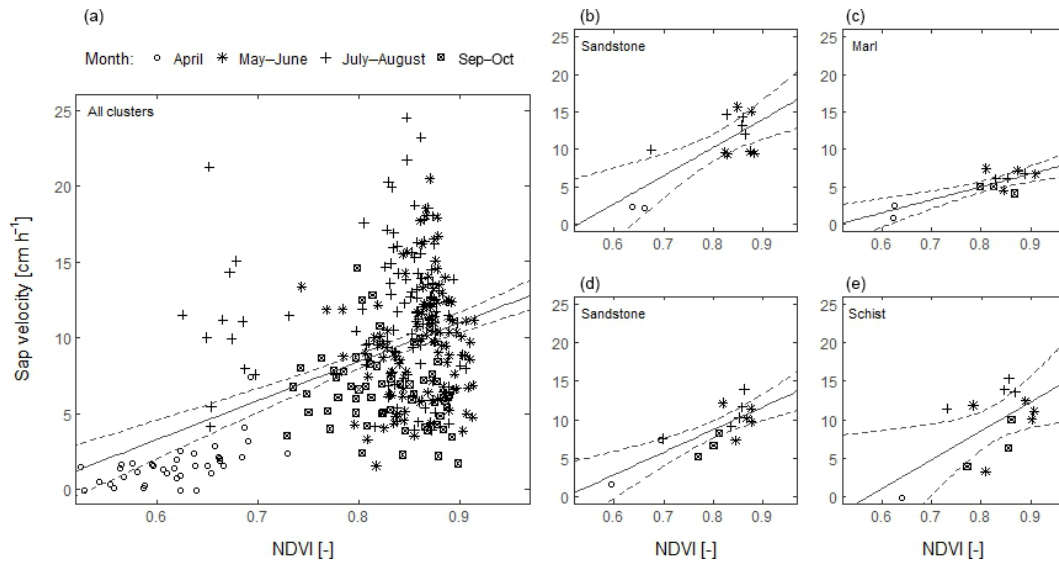 (a)
Month: April May–June July–August Sep–Oct
All clusters
25
20
15
10
5
0
0.6 0.7 0.8 0.9
Sap velocity [cm h⁻¹]
NDVI [-]
(b)
Sandstone
25
20
15
10
5
0
0.6 0.7 0.8 0.9
(c)
Marl
25
20
15
10
5
0
0.6 0.7 0.8 0.9
(d)
Sandstone
25
20
15
10
5
0
0.6 0.7 0.8 0.9
NDVI [-]
(e)
Schist
25
20
15
10
5
0
0.6 0.7 0.8 0.9
NDVI [-]